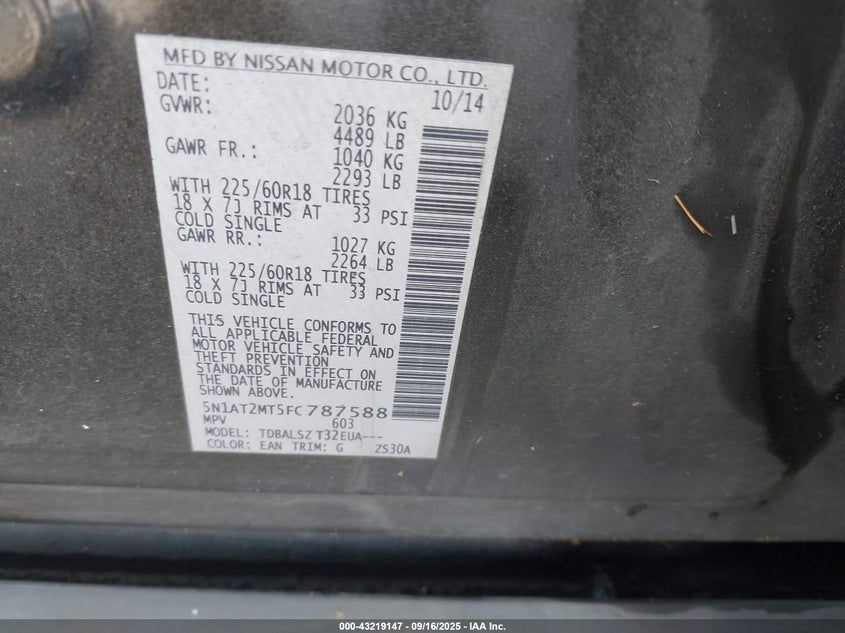 MFD BY NISSAN MOTOR CO., LTD.
DATE: 10/14
GVWR: 2036 KG
4489 LB
GAWR FR.: 1040 KG
2293 LB
WITH 225/60R18 TIRES
18 X 7J RIMS AT 33 PSI
COLD SINGLE
GAWR RR.: 1027 KG
2264 LB
WITH 225/60R18 TIRES
18 X 7J RIMS AT 33 PSI
COLD SINGLE
THIS VEHICLE CONFORMS TO
ALL APPLICABLE FEDERAL
MOTOR VEHICLE SAFETY AND
THEFT PREVENTION
STANDARDS IN EFFECT ON
THE DATE OF MANUFACTURE
SHOWN ABOVE.
5N1AT2MT5FC787588
MPV 603
MODEL: TDBALSZ T32EUA---
COLOR: EAN TRIM: G ZS30A
000-43219147 - 09/16/2025 - IAA Inc.